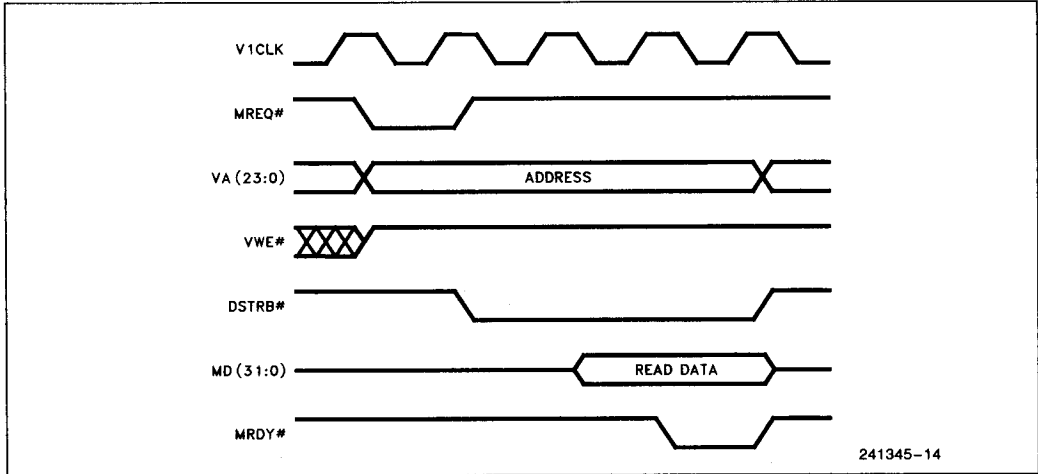 V1CLK
MREQ#
VA (23:0)
ADDRESS
VWE#
DSTRB#
MD (31:0)
READ DATA
MRDY#
241345-14